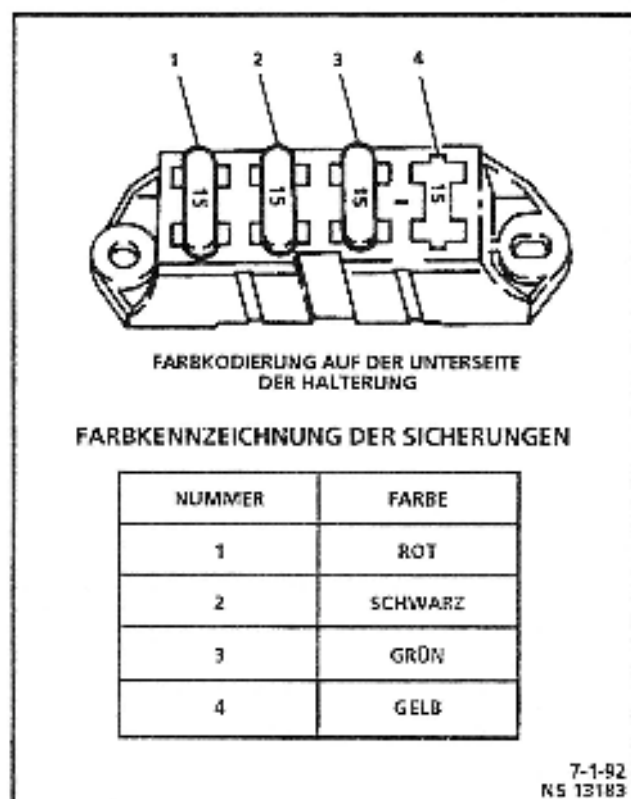 1 2 3 4
15 15 15 15
FARBKODIERUNG AUF DER UNTERSEITE
DER HALTERUNG
FARBKENNZEICHNUNG DER SICHERUNGEN
NUMMER FARBE
1 ROT
2 SCHWARZ
3 GRÜN
4 GELB
7-1-92
NS 13183